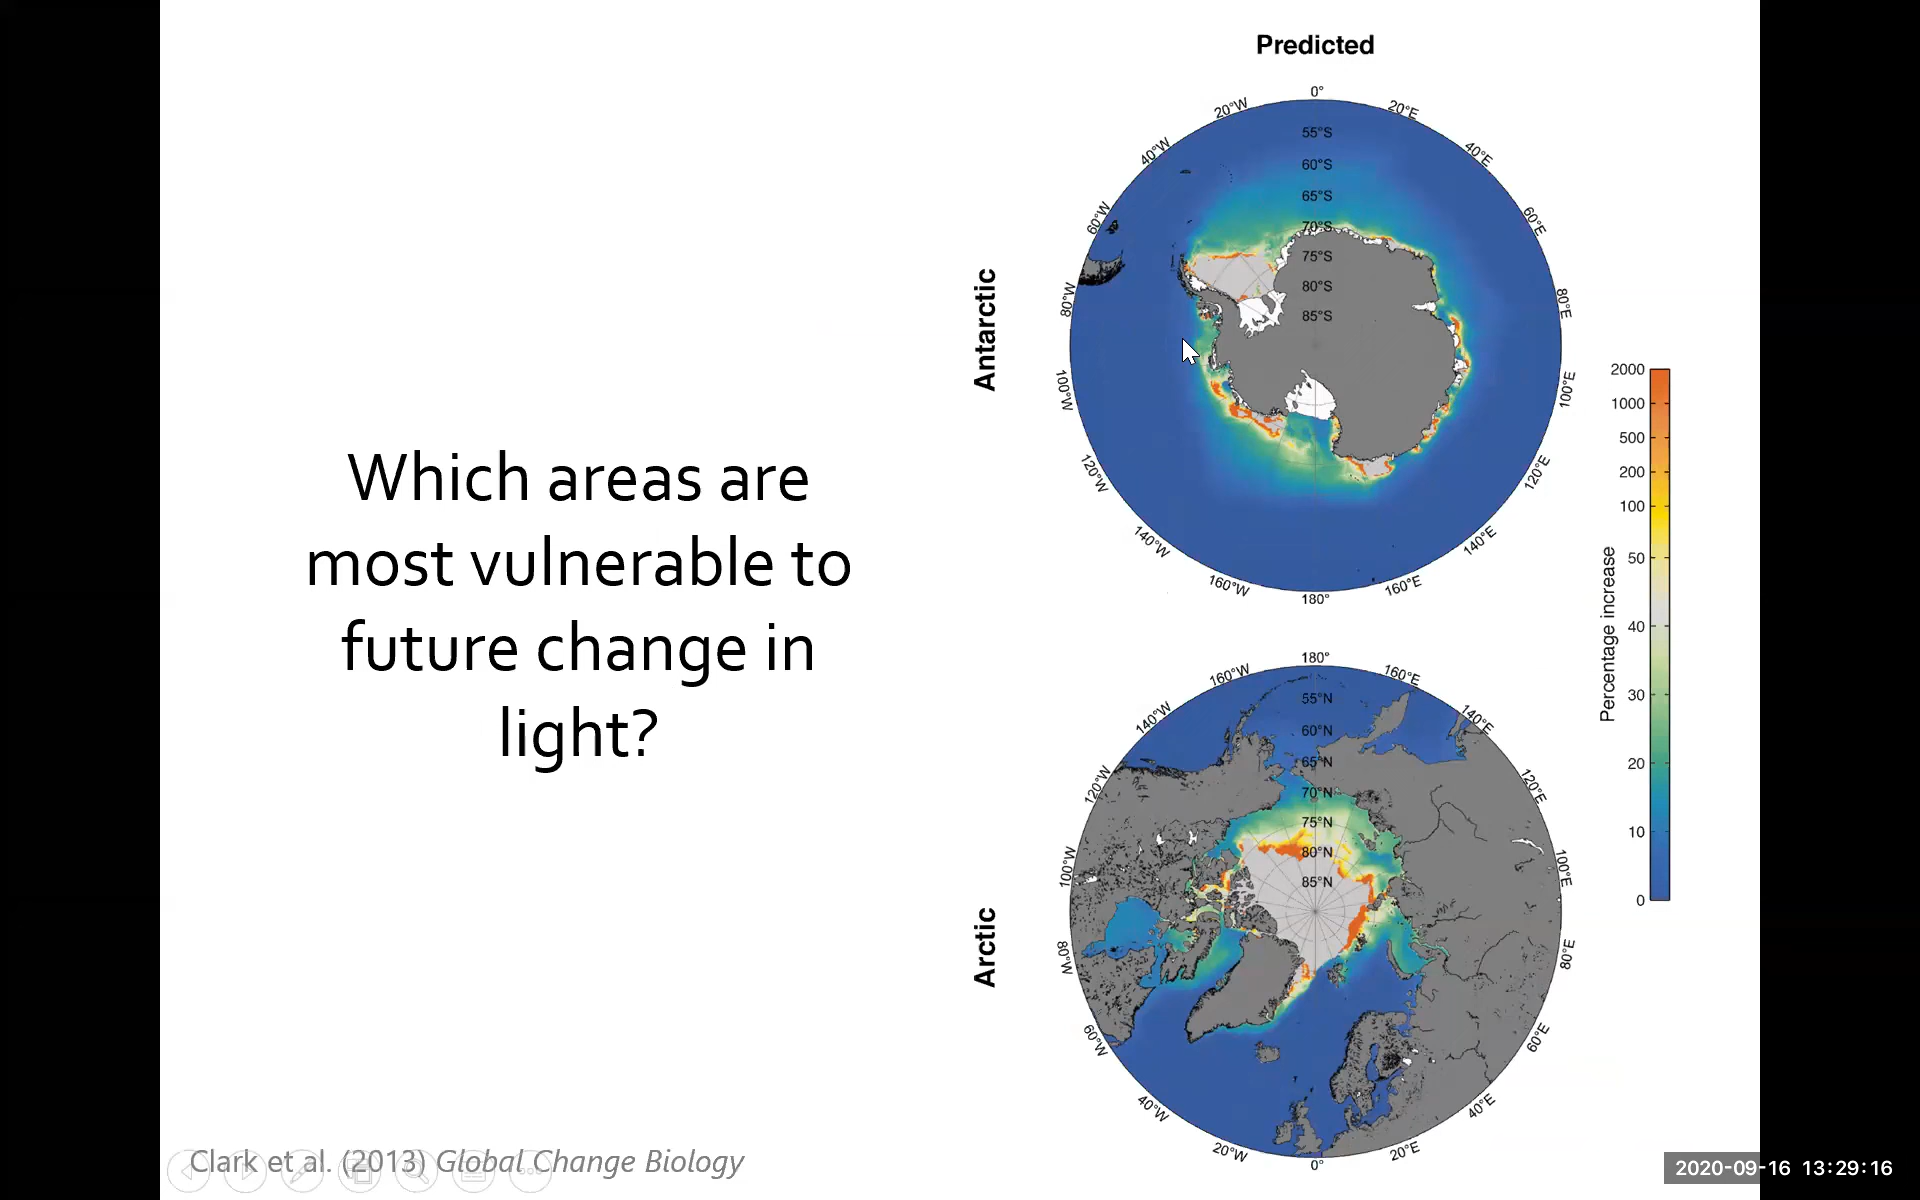 Predicted
0°
20°W
20°E
40°W
40°E
60°W
60°E
80°W
80°E
100°W
100°E
120°W
120°E
140°W
140°E
160°W
160°E
180°
55°S
60°S
65°S
70°S
75°S
80°S
85°S
Antarctic
Which areas are
most vulnerable to
future change in
light?
180°
160°W
160°E
140°W
140°E
120°W
120°E
100°W
100°E
80°W
80°E
60°W
60°E
40°W
40°E
20°W
20°E
0°
55°N
60°N
65°N
70°N
75°N
80°N
85°N
Arctic
2000
1000
500
200
100
50
40
30
20
10
0
Percentage increase
Clark et al. (2013) Global Change Biology
2020-09-16 13:29:16